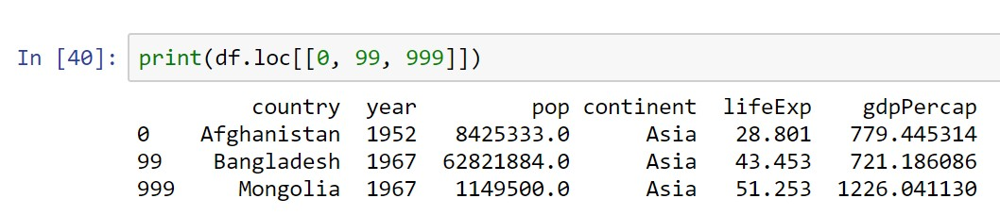 In [40]: print(df.loc[[0, 99, 999]])
country year pop continent lifeExp gdpPercap
0 Afghanistan 1952 8425333.0 Asia 28.801 779.445314
99 Bangladesh 1967 62821884.0 Asia 43.453 721.186086
999 Mongolia 1967 1149500.0 Asia 51.253 1226.041130